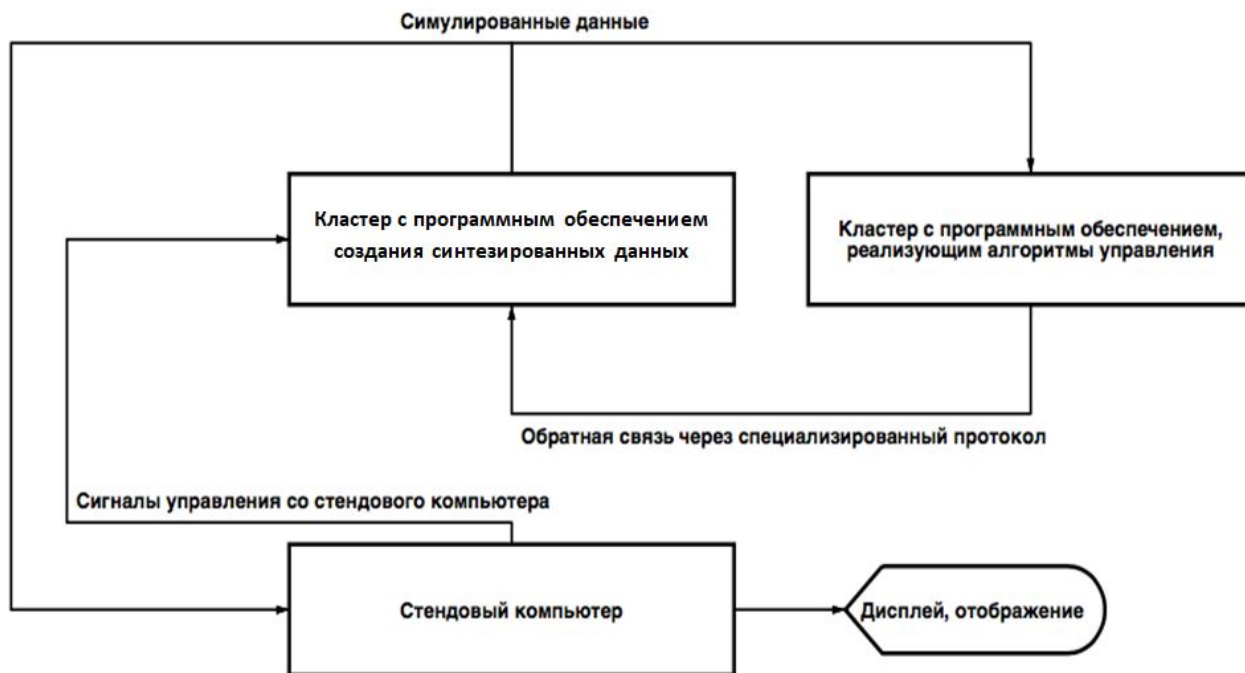 Симулированные данные
Кластер с программным обеспечением
создания синтезированных данных
Кластер с программным обеспечением,
реализующим алгоритмы управления
Обратная связь через специализированный протокол
Сигналы управления со стендового компьютера
Стендовый компьютер
Дисплей, отображение